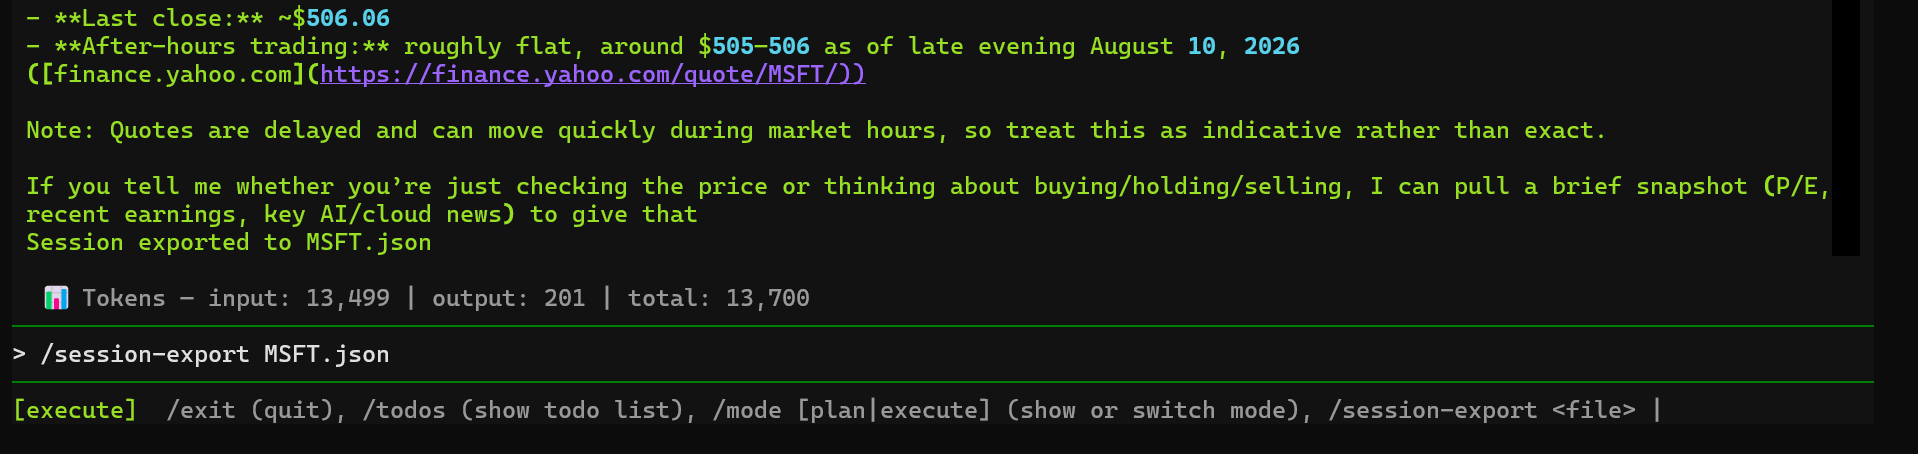 - **Last close:** ~$506.06
- **After-hours trading:** roughly flat, around $505–506 as of late evening August 10, 2026
([finance.yahoo.com](https://finance.yahoo.com/quote/MSFT/))
Note: Quotes are delayed and can move quickly during market hours, so treat this as indicative rather than exact.
If you tell me whether you’re just checking the price or thinking about buying/holding/selling, I can pull a brief snapshot (P/E,
recent earnings, key AI/cloud news) to give that
Session exported to MSFT.json
📊 Tokens — input: 13,499 | output: 201 | total: 13,700
> /session-export MSFT.json
[execute]  /exit (quit), /todos (show todo list), /mode [plan|execute] (show or switch mode), /session-export <file> |